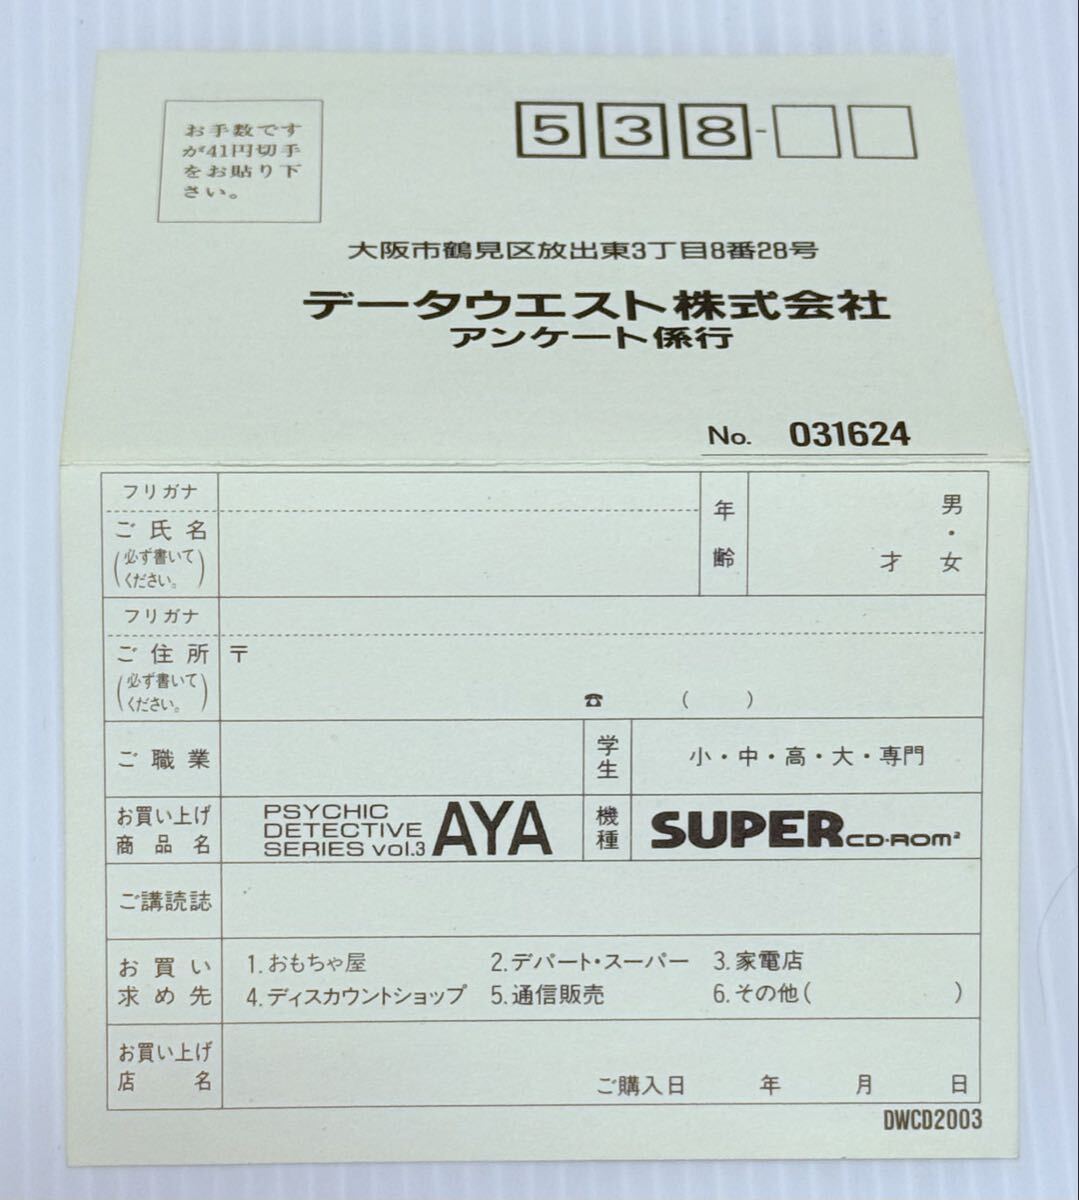 お手数です
が41円切手
をお貼り下
さい。
538-
大阪市鶴見区放出東3丁目8番28号
データウエスト株式会社
アンケート係行
No. 031624
フリガナ
ご氏名
(必ず書いて
ください。)
年齢
男・女
才
フリガナ
ご住所
(必ず書いて
ください。)
〒
☎ ( )
ご職業
学生
小・中・高・大・専門
お買い上げ
商品名
PSYCHIC
DETECTIVE
SERIES vol.3
AYA
機種
SUPER CD-ROM²
ご講読誌
お買い
求め先
1.おもちゃ屋 2.デパート・スーパー 3.家電店
4.ディスカウントショップ 5.通信販売 6.その他( )
お買い上げ
店名
ご購入日 年 月 日
DWCD2003